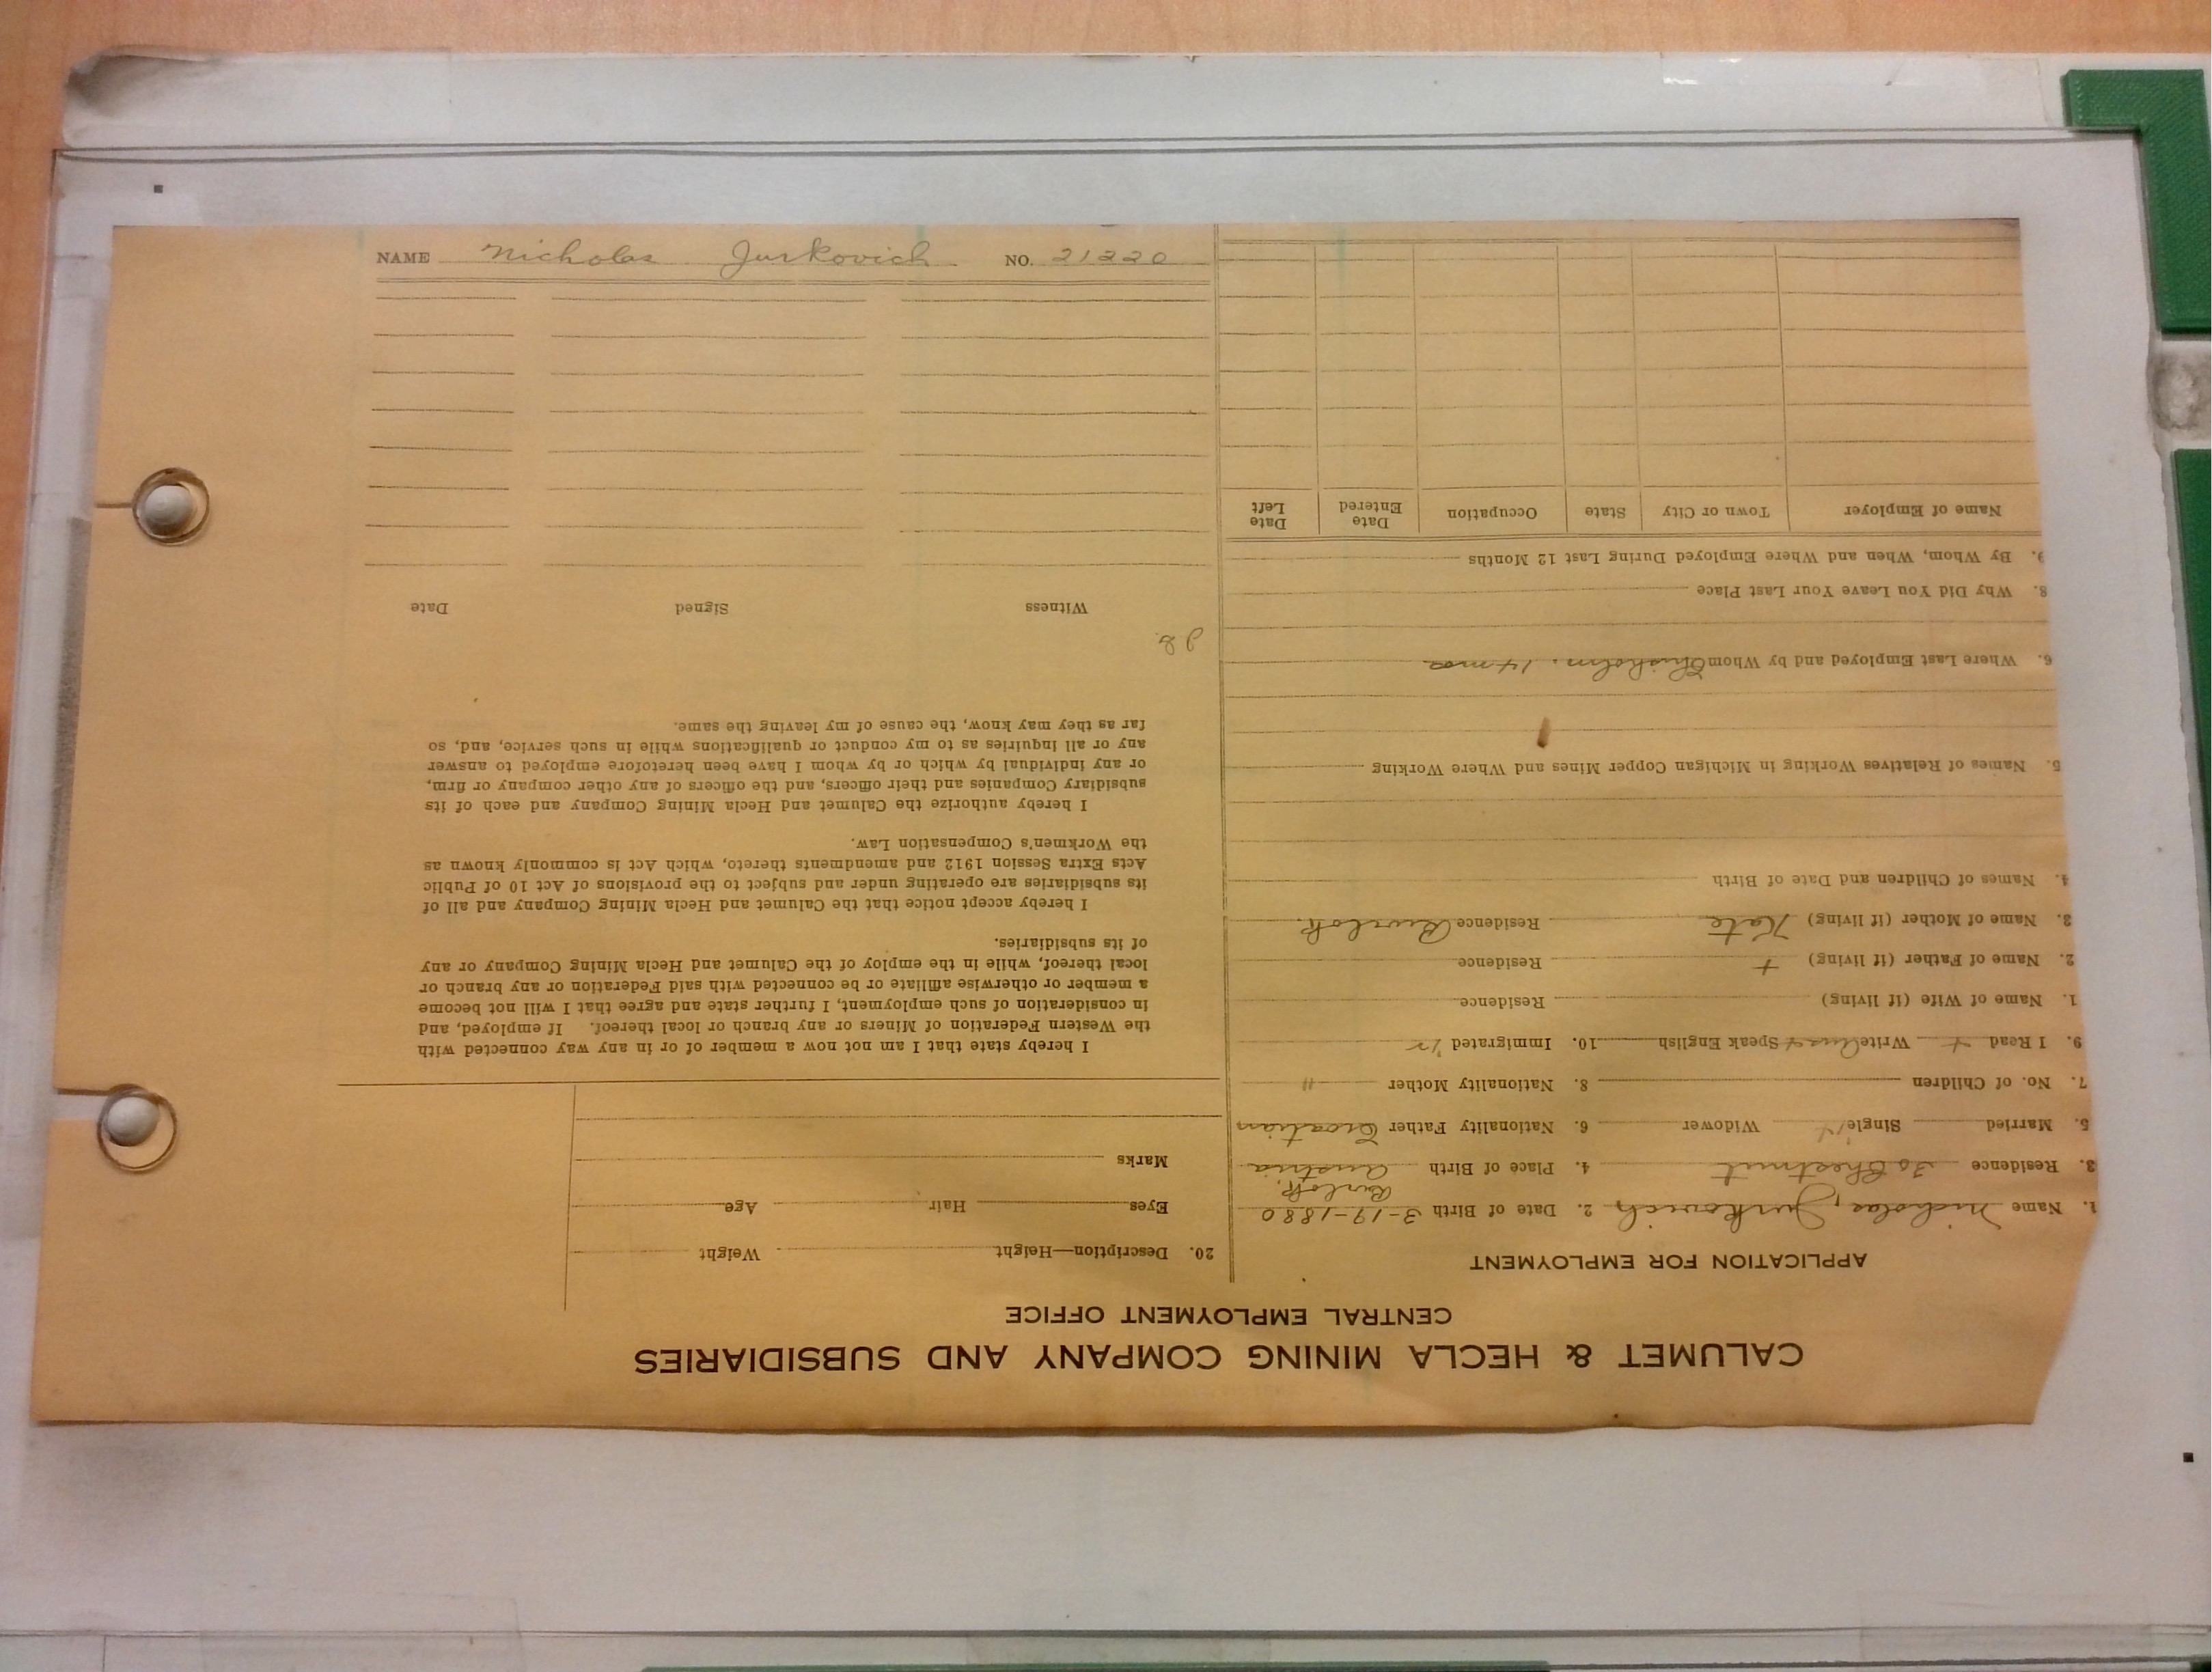 CALUMET & HECLA MINING COMPANY AND SUBSIDIARIES
CENTRAL EMPLOYMENT OFFICE
APPLICATION FOR EMPLOYMENT
1. Name Nicholas, Jurkovich 2. Date of Birth 3-19-1880
3. Residence 30 Chestnut 4. Place of Birth Austria
5. Married Single Widower 6. Nationality Father Croatian
7. No. of Children 8. Nationality Mother "
9. I Read + Write Speak English 10. Immigrated
1. Name of Wife (if living) Residence
2. Name of Father (if living) + Residence
3. Name of Mother (if living) Kate Residence
4. Names of Children and Date of Birth
5. Names of Relatives Working in Michigan Copper Mines and Where Working
6. Where Last Employed and by Whom Chisholm. 14 mos
8. Why Did You Leave Your Last Place
9. By Whom, When and Where Employed During Last 12 Months
Name of Employer Town or City State Occupation Date Entered Date Left
20. Description—Height Weight
Eyes Hair Age
Marks
I hereby state that I am not now a member of or in any way connected with
the Western Federation of Miners or any branch or local thereof. If employed, and
in consideration of such employment, I further state and agree that I will not become
a member or otherwise affiliate or be connected with said Federation or any branch or
local thereof, while in the employ of the Calumet and Hecla Mining Company or any
of its subsidiaries.
I hereby accept notice that the Calumet and Hecla Mining Company and all of
its subsidiaries are operating under and subject to the provisions of Act 10 of Public
Acts Extra Session 1912 and amendments thereto, which Act is commonly known as
the Workmen's Compensation Law.
I hereby authorize the Calumet and Hecla Mining Company and each of its
subsidiary Companies and their officers, and the officers of any other company or firm,
or any individual by which or by whom I have been heretofore employed to answer
any or all inquiries as to my conduct or qualifications while in such service, and, so
far as they may know, the cause of my leaving the same.
Witness Signed Date
NAME Nicholas Jurkovich NO. 21220